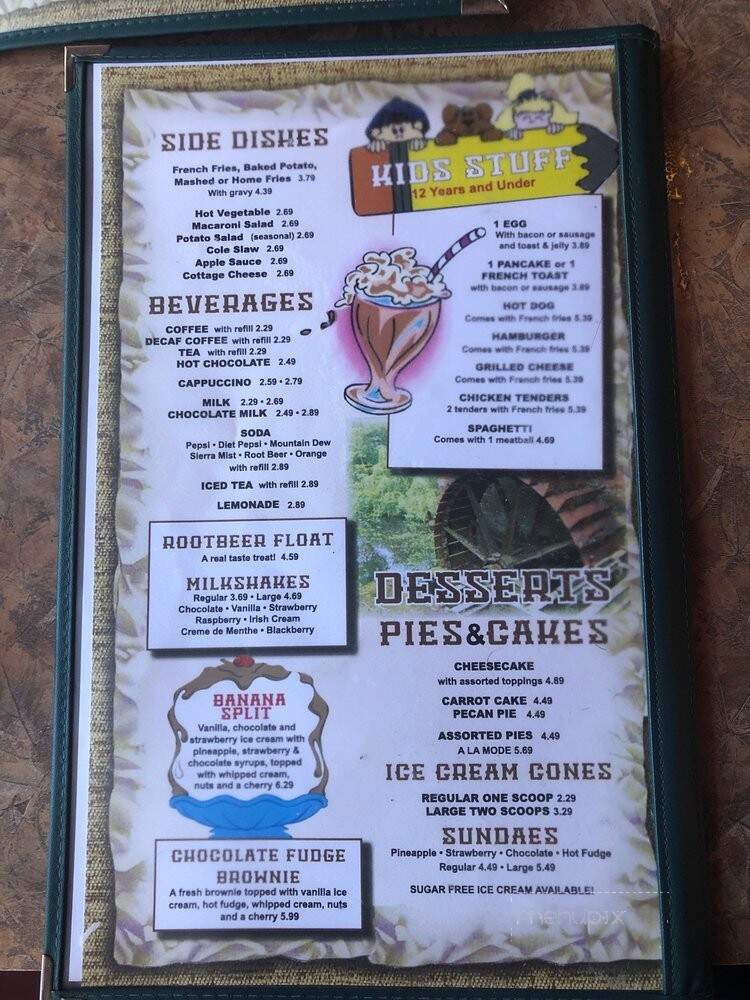 SIDE DISHES
French Fries, Baked Potato,
Mashed or Home Fries 3.79
With gravy 4.39
Hot Vegetable 2.69
Macaroni Salad 2.69
Potato Salad (seasonal) 2.69
Cole Slaw 2.69
Apple Sauce 2.69
Cottage Cheese 2.69
BEVERAGES
COFFEE with refill 2.29
DECAF COFFEE with refill 2.29
TEA with refill 2.29
HOT CHOCOLATE 2.49
CAPPUCCINO 2.59 • 2.79
MILK 2.29 • 2.69
CHOCOLATE MILK 2.49 • 2.89
SODA
Pepsi • Diet Pepsi • Mountain Dew
Sierra Mist • Root Beer • Orange
with refill 2.89
ICED TEA with refill 2.89
LEMONADE 2.89
ROOTBEER FLOAT
A real taste treat! 4.59
MILKSHAKES
Regular 3.69 • Large 4.69
Chocolate • Vanilla • Strawberry
Raspberry • Irish Cream
Creme de Menthe • Blackberry
BANANA
SPLIT
Vanilla, chocolate and
strawberry ice cream with
pineapple, strawberry &
chocolate syrups, topped
with whipped cream,
nuts and a cherry 6.29
CHOCOLATE FUDGE
BROWNIE
A fresh brownie topped with vanilla ice
cream, hot fudge, whipped cream, nuts
and a cherry 5.99
KIDS STUFF
12 Years and Under
1 EGG
With bacon or sausage
and toast & jelly 3.89
1 PANCAKE or 1
FRENCH TOAST
with bacon or sausage 3.89
HOT DOG
Comes with French fries 5.39
HAMBURGER
Comes with French fries 5.39
GRILLED CHEESE
Comes with French fries 5.39
CHICKEN TENDERS
2 tenders with French fries 5.39
SPAGHETTI
Comes with 1 meatball 4.69
DESSERTS
PIES & CAKES
CHEESECAKE
with assorted toppings 4.89
CARROT CAKE 4.49
PECAN PIE 4.49
ASSORTED PIES 4.49
A LA MODE 5.69
ICE CREAM CONES
REGULAR ONE SCOOP 2.29
LARGE TWO SCOOPS 3.29
SUNDAES
Pineapple • Strawberry • Chocolate • Hot Fudge
Regular 4.49 • Large 5.49
SUGAR FREE ICE CREAM AVAILABLE!
menupix